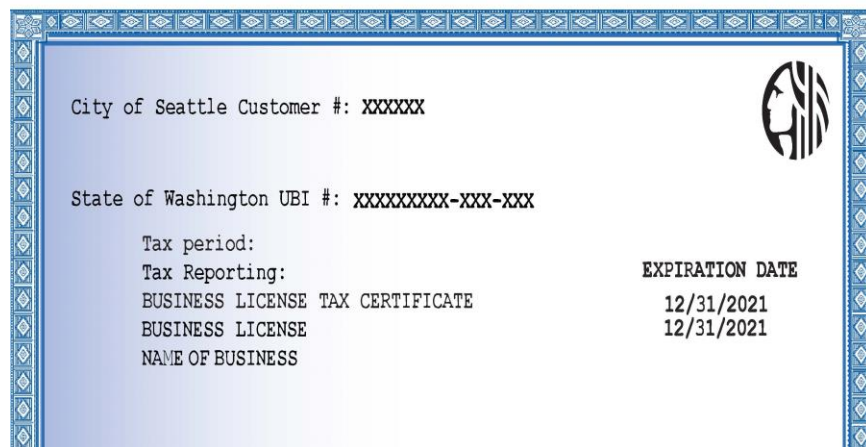 City of Seattle Customer #: XXXXXX
State of Washington UBI #: XXXXXXXXX-XXX-XXX
Tax period:
Tax Reporting: EXPIRATION DATE
BUSINESS LICENSE TAX CERTIFICATE 12/31/2021
BUSINESS LICENSE 12/31/2021
NAME OF BUSINESS